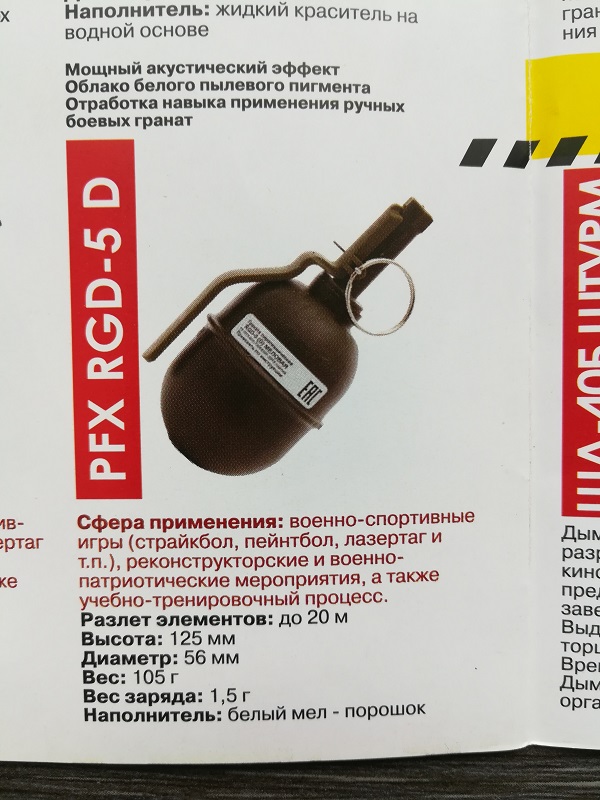 Наполнитель: жидкий краситель на
водной основе
Мощный акустический эффект
Облако белого пылевого пигмента
Отработка навыка применения ручных
боевых гранат
PFX RGD-5 D
МЕЛОВАЯ
EAC
Сфера применения: военно-спортивные
игры (страйкбол, пейнтбол, лазертаг и
т.п.), реконструкторские и военно-
патриотические мероприятия, а также
учебно-тренировочный процесс.
Разлет элементов: до 20 м
Высота: 125 мм
Диаметр: 56 мм
Вес: 105 г
Вес заряда: 1,5 г
Наполнитель: белый мел - порошок